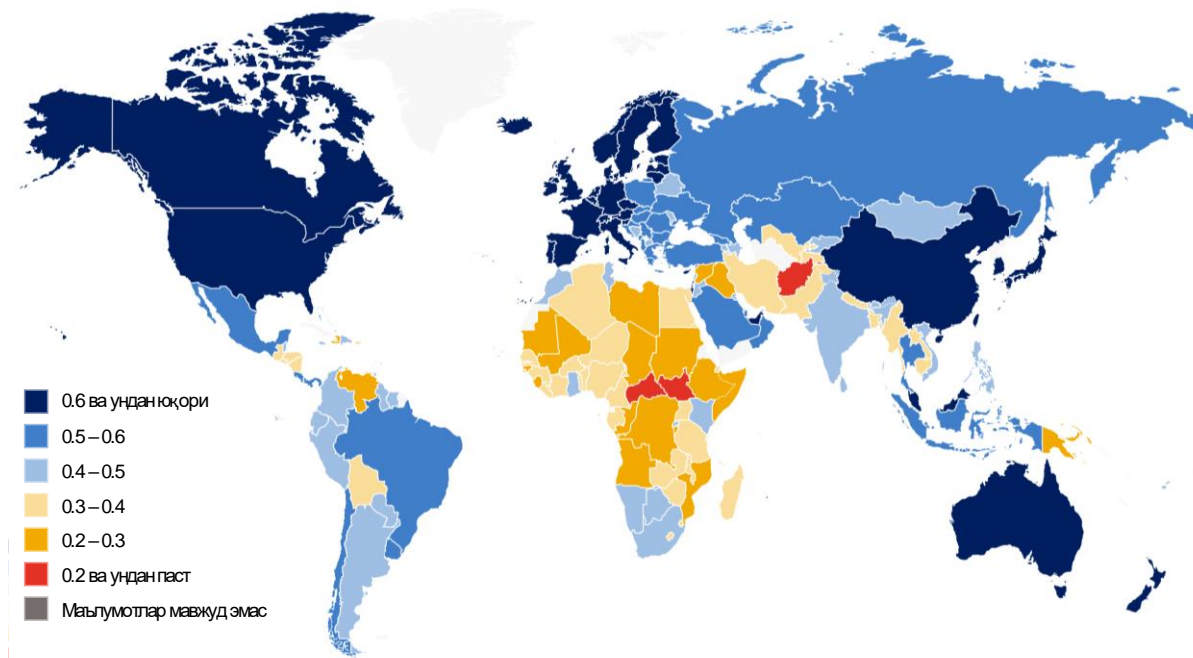 0.6 ва ундан юқори
0.5 – 0.6
0.4 – 0.5
0.3 – 0.4
0.2 – 0.3
0.2 ва ундан паст
Маълумотлар мавжуд эмас